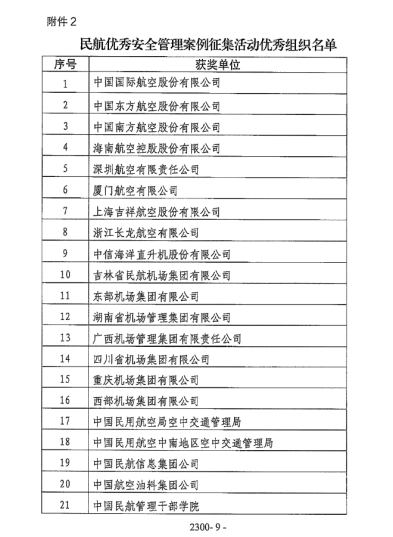 附件2
民航优秀安全管理案例征集活动优秀组织名单
序号 获奖单位
1 中国国际航空股份有限公司
2 中国东方航空股份有限公司
3 中国南方航空股份有限公司
4 海南航空控股股份有限公司
5 深圳航空有限责任公司
6 厦门航空有限公司
7 上海吉祥航空股份有限公司
8 浙江长龙航空有限公司
9 中信海洋直升机股份有限公司
10 吉林省民航机场集团有限公司
11 东部机场集团有限公司
12 湖南省机场管理集团有限公司
13 广西机场管理集团有限责任公司
14 四川省机场集团有限公司
15 重庆机场集团有限公司
16 西部机场集团有限公司
17 中国民用航空局空中交通管理局
18 中国民用航空中南地区空中交通管理局
19 中国民航信息集团公司
20 中国航空油料集团公司
21 中国民航管理干部学院
2300-9-